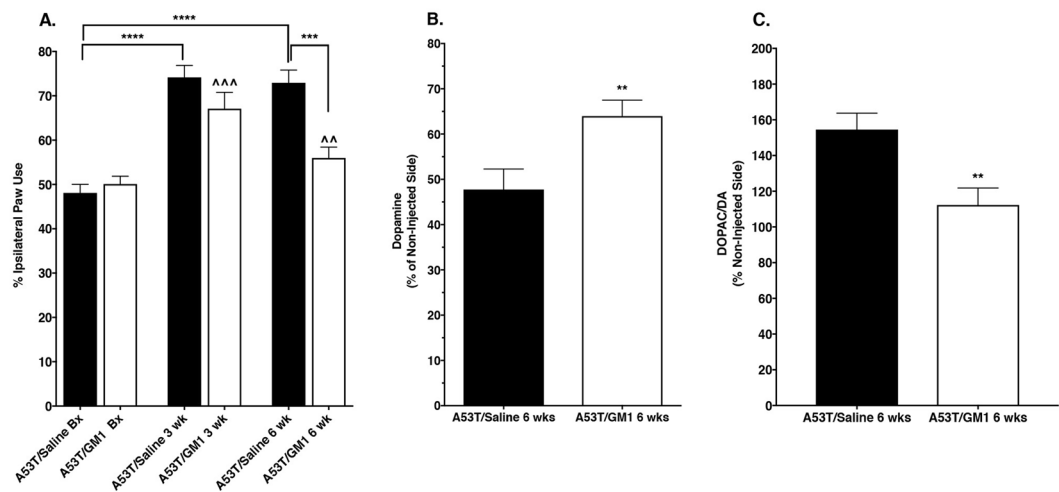 A.
****
****
***
^^^
^^
80
70
60
50
40
30
20
10
0
% Ipsilateral Paw Use
A53T/Saline Bx
A53T/GM1 Bx
A53T/Saline 3 wk
A53T/GM1 3 wk
A53T/Saline 6 wk
A53T/GM1 6 wk
B.
**
80
70
60
50
40
30
20
10
0
Dopamine
(% of Non-Injected Side)
A53T/Saline 6 wks
A53T/GM1 6 wks
C.
**
200
180
160
140
120
100
80
60
40
20
0
DOPAC/DA
(% Non-Injected Side)
A53T/Saline 6 wks
A53T/GM1 6 wks